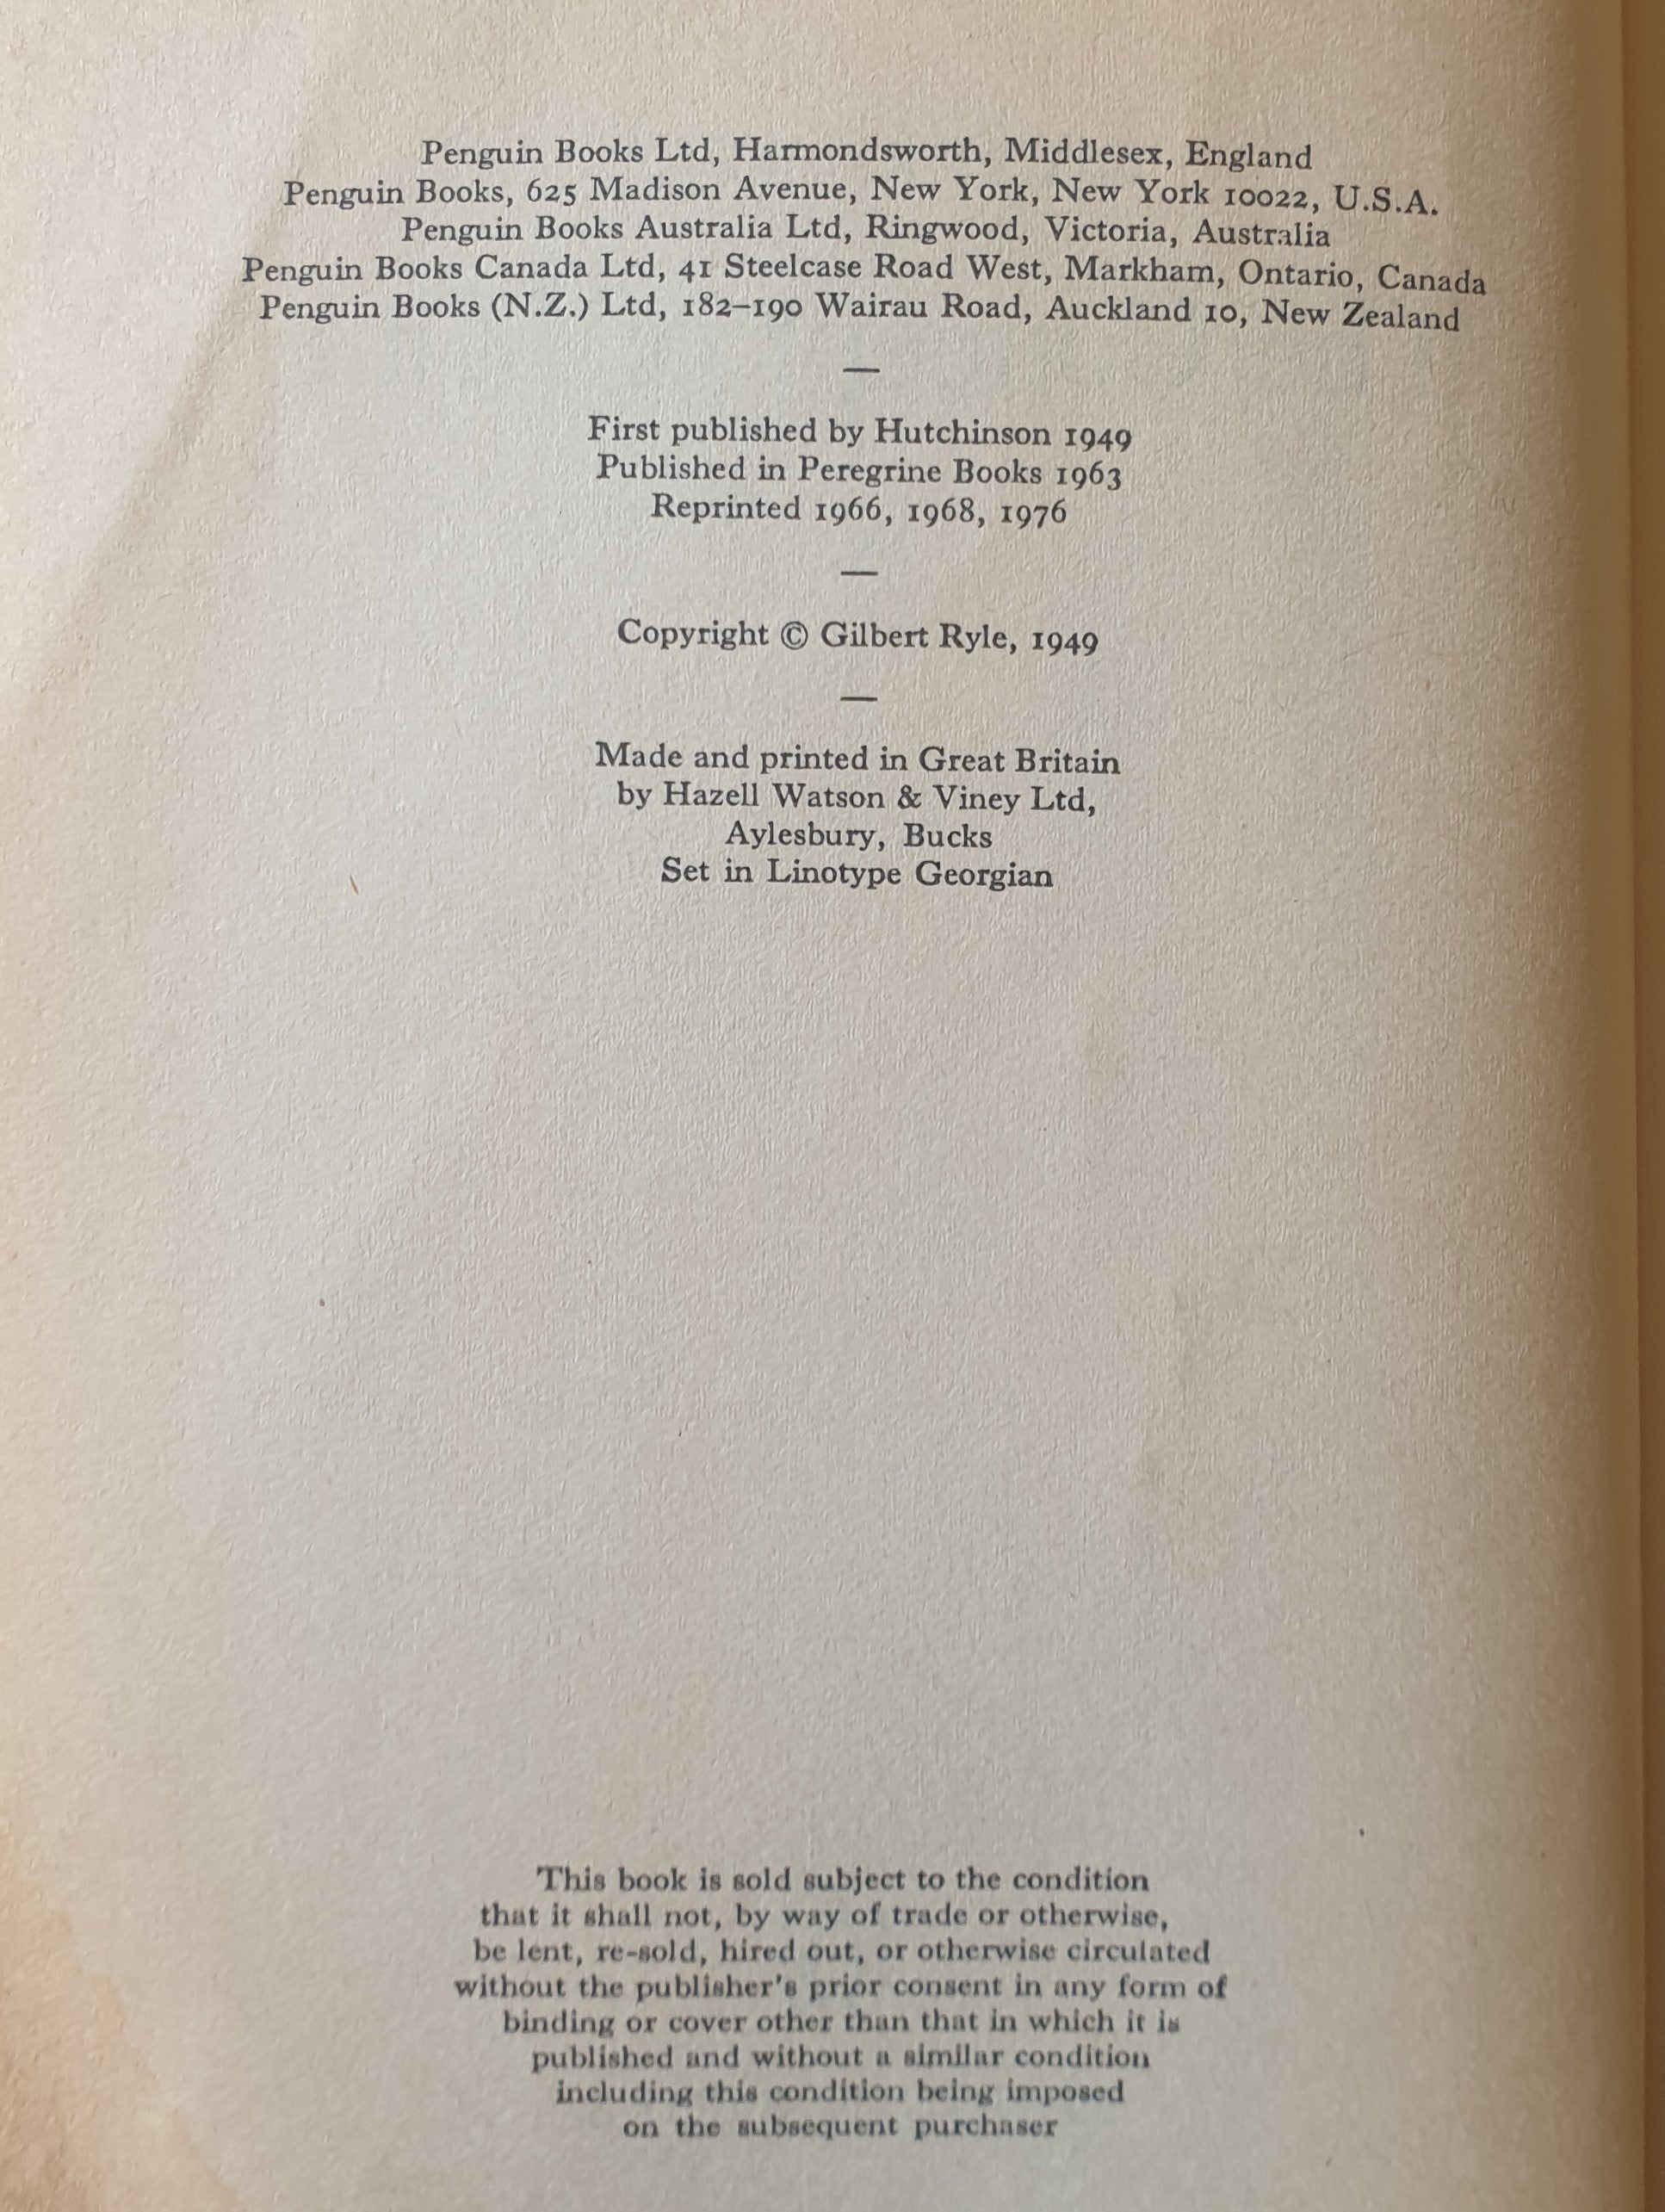 Penguin Books Ltd, Harmondsworth, Middlesex, England
Penguin Books, 625 Madison Avenue, New York, New York 10022, U.S.A.
Penguin Books Australia Ltd, Ringwood, Victoria, Australia
Penguin Books Canada Ltd, 41 Steelcase Road West, Markham, Ontario, Canada
Penguin Books (N.Z.) Ltd, 182–190 Wairau Road, Auckland 10, New Zealand
—
First published by Hutchinson 1949
Published in Peregrine Books 1963
Reprinted 1966, 1968, 1976
—
Copyright © Gilbert Ryle, 1949
—
Made and printed in Great Britain
by Hazell Watson & Viney Ltd,
Aylesbury, Bucks
Set in Linotype Georgian
This book is sold subject to the condition
that it shall not, by way of trade or otherwise,
be lent, re-sold, hired out, or otherwise circulated
without the publisher's prior consent in any form of
binding or cover other than that in which it is
published and without a similar condition
including this condition being imposed
on the subsequent purchaser